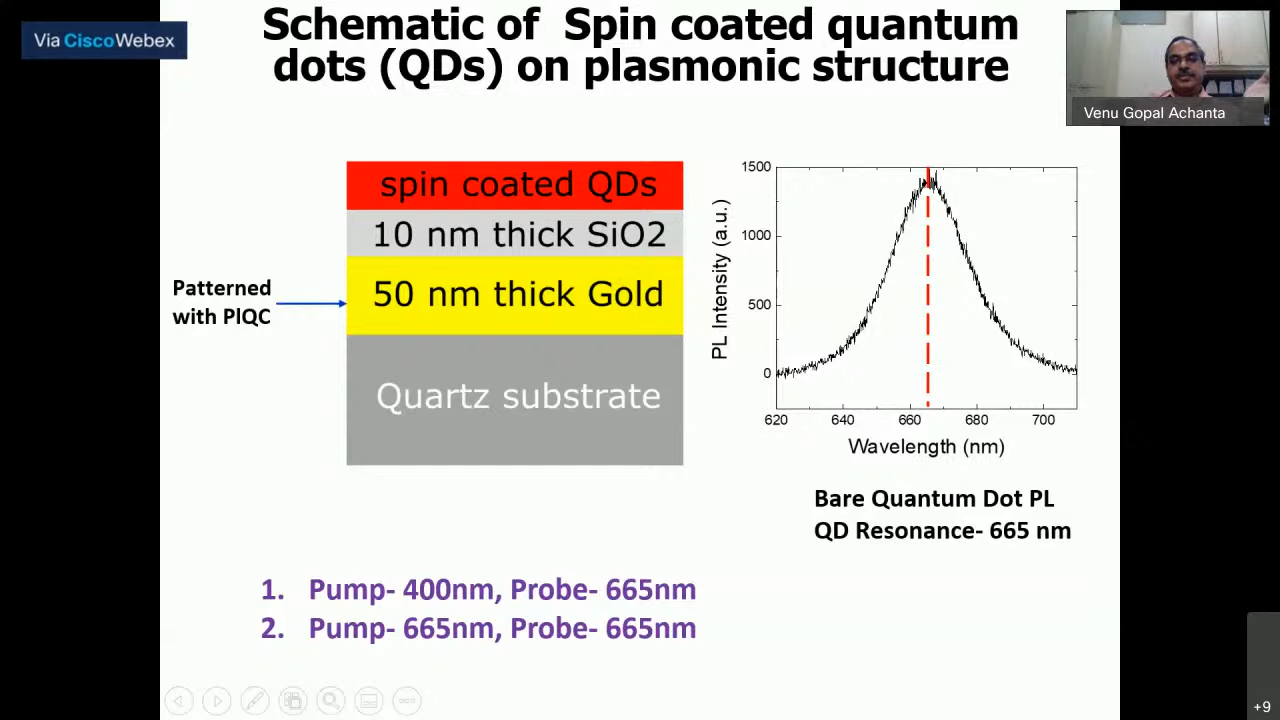 Via CiscoWebex
Schematic of Spin coated quantum
dots (QDs) on plasmonic structure
Venu Gopal Achanta
spin coated QDs
10 nm thick SiO2
50 nm thick Gold
Quartz substrate
Patterned
with PlQC
PL Intensity (a.u.)
1500
1000
500
0
620 640 660 680 700
Wavelength (nm)
Bare Quantum Dot PL
QD Resonance- 665 nm
1. Pump- 400nm, Probe- 665nm
2. Pump- 665nm, Probe- 665nm
+9